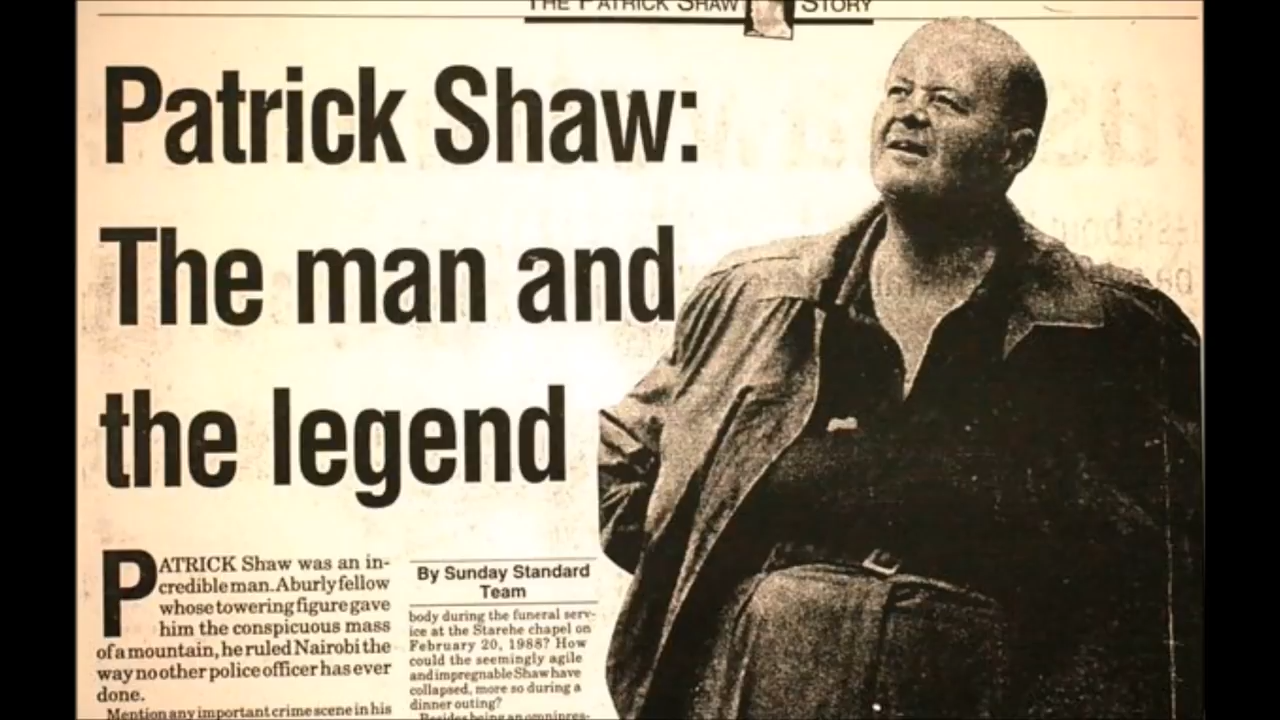 THE PATRICK SHAW STORY
Patrick Shaw:
The man and
the legend
PATRICK Shaw was an in-
credible man. A burly fellow
whose towering figure gave
him the conspicuous mass
of a mountain, he ruled Nairobi the
way no other police officer has ever
done.
Mention any important crime scene in his
By Sunday Standard
Team
body during the funeral serv-
ice at the Starehe chapel on
February 20, 1988? How
could the seemingly agile
and impregnable Shaw have
collapsed, more so during a
dinner outing?
Besides being an omnipres-